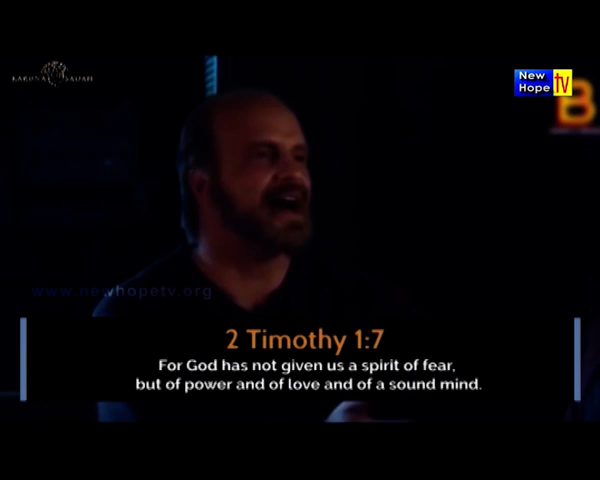 KARUNA SADAN
New
Hope
TV
B
www.newhopetv.org
2 Timothy 1:7
For God has not given us a spirit of fear,
but of power and of love and of a sound mind.